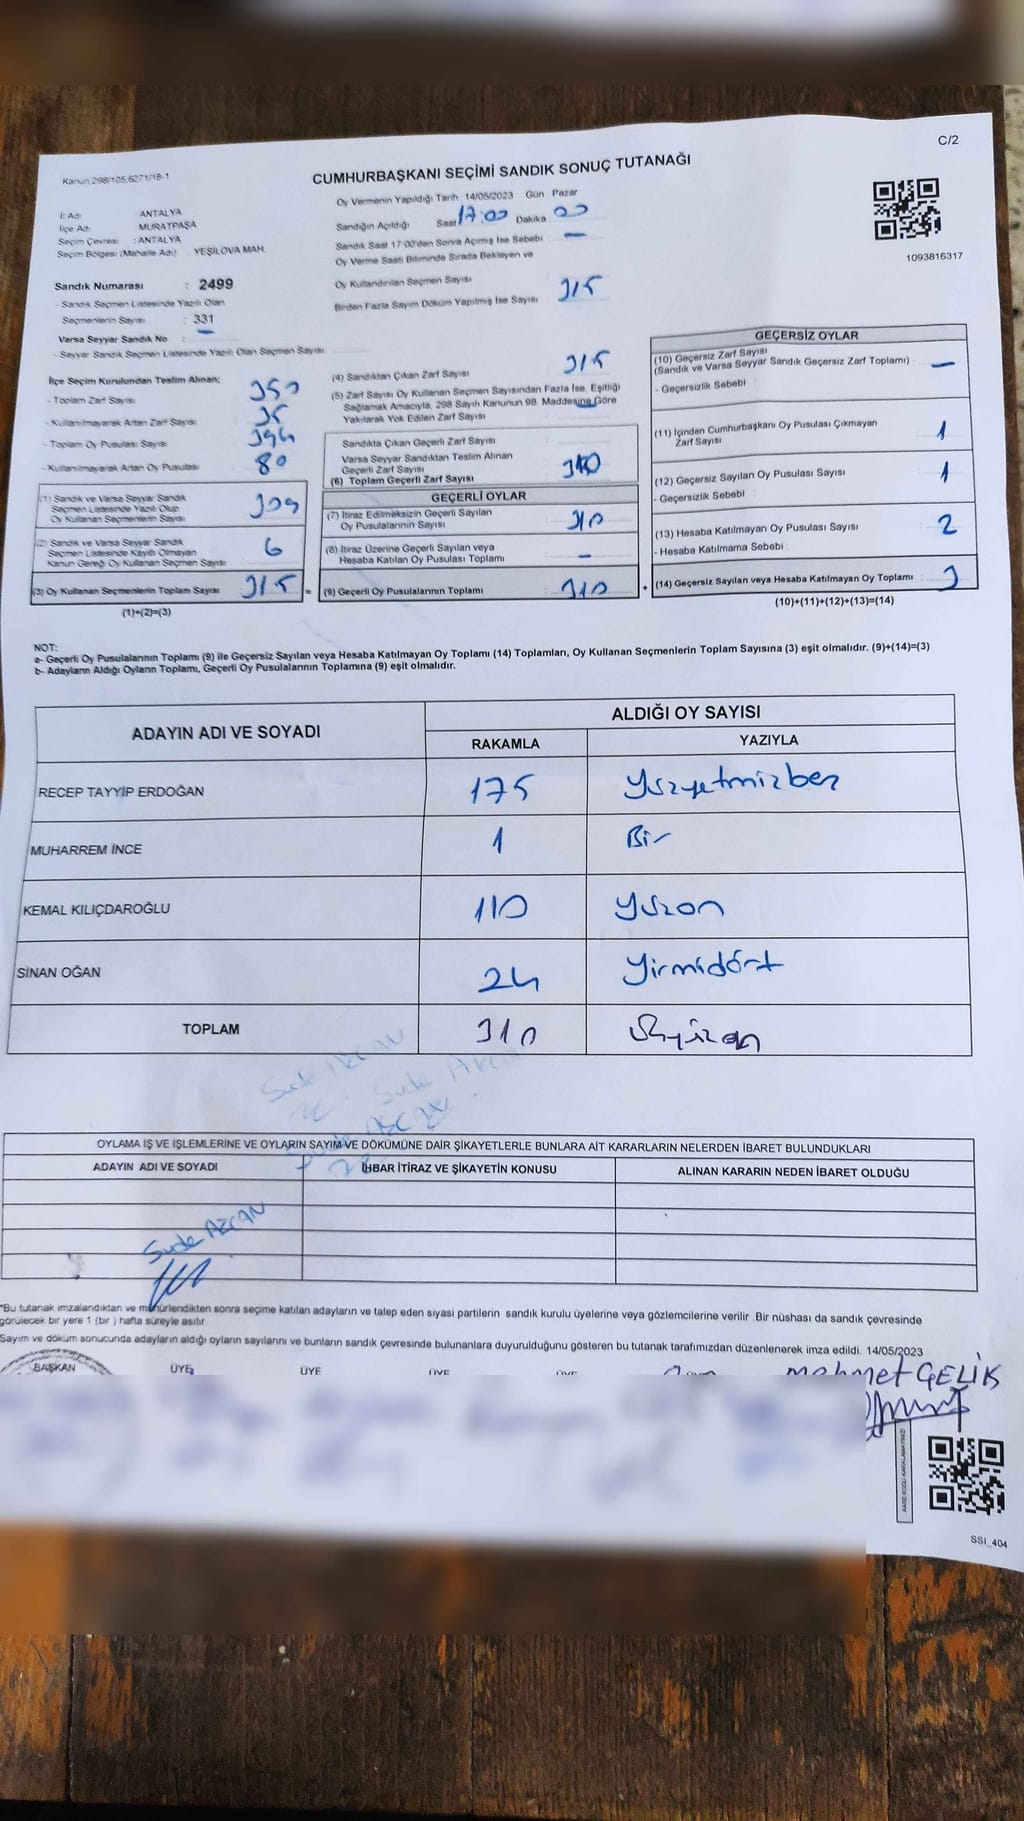 C/2
Kanun,298/105,6271/18-1
CUMHURBAŞKANI SEÇİMİ SANDIK SONUÇ TUTANAĞI
Oy Vermenin Yapıldığı Tarih 14/05/2023 Gün Pazar
İl Adı ANTALYA
İlçe Adı MURATPAŞA
Seçim Çevresi : ANTALYA
Seçim Bölgesi (Mahalle Adı) : YEŞİLOVA MAH.
Sandığın Açıldığı Saat 17:00 Dakika 00
Sandık Saat 17:00'den Sonra Açılmış İse Sebebi —
Oy Verme Saati Bitiminde Sırada Bekleyen ve
Oy Kullandırılan Seçmen Sayısı
Birden Fazla Sayım Döküm Yapılmış İse Sayısı 315
1093816317
Sandık Numarası : 2499
- Sandık Seçmen Listesinde Yazılı Olan
Seçmenlerin Sayısı : 331
Varsa Seyyar Sandık No : —
- Seyyar Sandık Seçmen Listesinde Yazılı Olan Seçmen Sayısı
İlçe Seçim Kurulundan Teslim Alınan;
- Toplam Zarf Sayısı 350
- Kullanılmayarak Artan Zarf Sayısı 35
- Toplam Oy Pusulası Sayısı 394
- Kullanılmayarak Artan Oy Pusulası 80
(1) Sandık ve Varsa Seyyar Sandık
Seçmen Listesinde Yazılı Olup
Oy Kullanan Seçmenlerin Sayısı 309
(2) Sandık ve Varsa Seyyar Sandık
Seçmen Listesinde Kayıtlı Olmayan
Kanun Gereği Oy Kullanan Seçmen Sayısı 6
(3) Oy Kullanan Seçmenlerin Toplam Sayısı 315 =
(1)+(2)=(3)
(4) Sandıktan Çıkan Zarf Sayısı 315
(5) Zarf Sayısı Oy Kullanan Seçmen Sayısından Fazla İse, Eşitliği
Sağlamak Amacıyla, 298 Sayılı Kanunun 98. Maddesine Göre
Yakılarak Yok Edilen Zarf Sayısı —
Sandıkta Çıkan Geçerli Zarf Sayısı
Varsa Seyyar Sandıktan Teslim Alınan
Geçerli Zarf Sayısı
(6) Toplam Geçerli Zarf Sayısı 310
GEÇERLİ OYLAR
(7) İtiraz Edilmeksizin Geçerli Sayılan
Oy Pusulalarının Sayısı 310
(8) İtiraz Üzerine Geçerli Sayılan veya
Hesaba Katılan Oy Pusulası Toplamı —
(9) Geçerli Oy Pusulalarının Toplamı : 310 +
GEÇERSİZ OYLAR
(10) Geçersiz Zarf Sayısı
(Sandık ve Varsa Seyyar Sandık Geçersiz Zarf Toplamı) : —
- Geçersizlik Sebebi :
(11) İçinden Cumhurbaşkanı Oy Pusulası Çıkmayan
Zarf Sayısı 1
(12) Geçersiz Sayılan Oy Pusulası Sayısı 1
- Geçersizlik Sebebi :
(13) Hesaba Katılmayan Oy Pusulası Sayısı 2
- Hesaba Katılmama Sebebi :
(14) Geçersiz Sayılan veya Hesaba Katılmayan Oy Toplamı
(10)+(11)+(12)+(13)=(14)
NOT:
a- Geçerli Oy Pusulalarının Toplamı (9) ile Geçersiz Sayılan veya Hesaba Katılmayan Oy Toplamı (14) Toplamları, Oy Kullanan Seçmenlerin Toplam Sayısına (3) eşit olmalıdır. (9)+(14)=(3)
b- Adayların Aldığı Oyların Toplamı, Geçerli Oy Pusulalarının Toplamına (9) eşit olmalıdır.
ADAYIN ADI VE SOYADI ALDIĞI OY SAYISI
RAKAMLA YAZIYLA
RECEP TAYYİP ERDOĞAN 175 Yüzyetmişbeş
MUHARREM İNCE 1 Bir
KEMAL KILIÇDAROĞLU 110 Yüzon
SİNAN OĞAN 24 Yirmidört
TOPLAM 310 Üçyüzon
OYLAMA İŞ VE İŞLEMLERİNE VE OYLARIN SAYIM VE DÖKÜMÜNE DAİR ŞİKAYETLERLE BUNLARA AİT KARARLARIN NELERDEN İBARET BULUNDUKLARI
ADAYIN ADI VE SOYADI İHBAR İTİRAZ VE ŞİKAYETİN KONUSU ALINAN KARARIN NEDEN İBARET OLDUĞU
Sude AZCAN
*Bu tutanak imzalandıktan ve mühürlendikten sonra seçime katılan adayların ve talep eden siyasi partilerin sandık kurulu üyelerine veya gözlemcilerine verilir .Bir nüshası da sandık çevresinde
görülecek bir yere 1 (bir ) hafta süreyle asılır.
Sayım ve döküm sonucunda adayların aldığı oyların sayılarını ve bunların sandık çevresinde bulunanlara duyurulduğunu gösteren bu tutanak tarafımızdan düzenlenerek imza edildi. 14/05/2023
BAŞKAN ÜYE ÜYE ÜYE ÜYE
mehmet ÇELİK
SSI_404